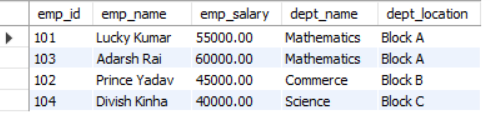 emp_id emp_name emp_salary dept_name dept_location
101 Lucky Kumar 55000.00 Mathematics Block A
103 Adarsh Rai 60000.00 Mathematics Block A
102 Prince Yadav 45000.00 Commerce Block B
104 Divish Kinha 40000.00 Science Block C